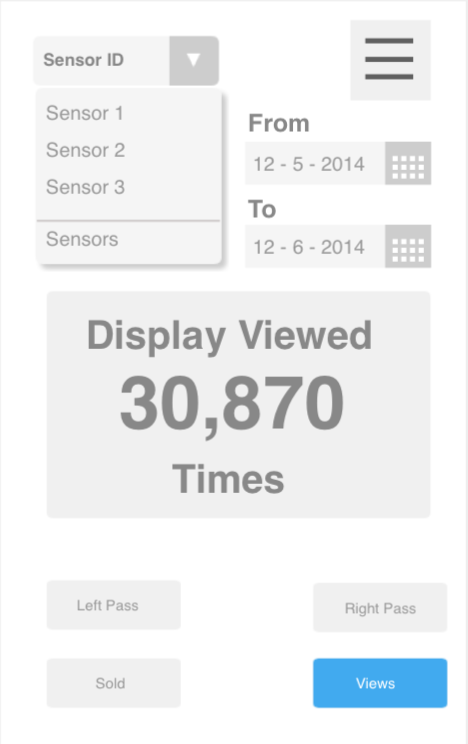 Sensor ID
Sensor 1
Sensor 2
Sensor 3
Sensors
From
12 - 5 - 2014
To
12 - 6 - 2014
Display Viewed
30,870
Times
Left Pass
Right Pass
Sold
Views